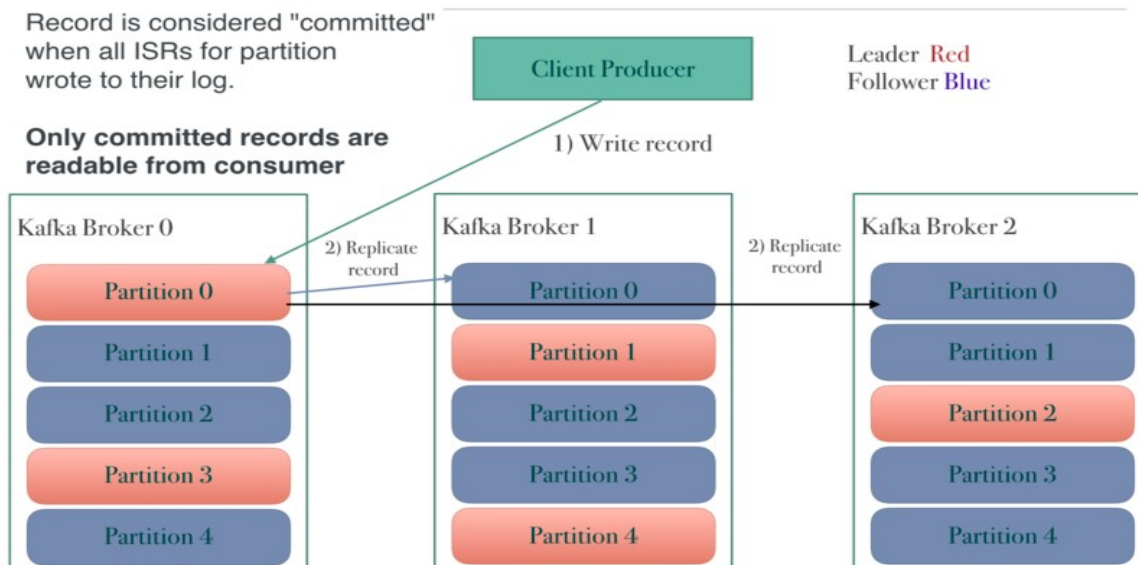 Record is considered "committed"
when all ISRs for partition
wrote to their log.
Only committed records are
readable from consumer
Client Producer
Leader Red
Follower Blue
1) Write record
Kafka Broker 0
2) Replicate
record
Kafka Broker 1
2) Replicate
record
Kafka Broker 2
Partition 0
Partition 1
Partition 2
Partition 3
Partition 4
Partition 0
Partition 1
Partition 2
Partition 3
Partition 4
Partition 0
Partition 1
Partition 2
Partition 3
Partition 4